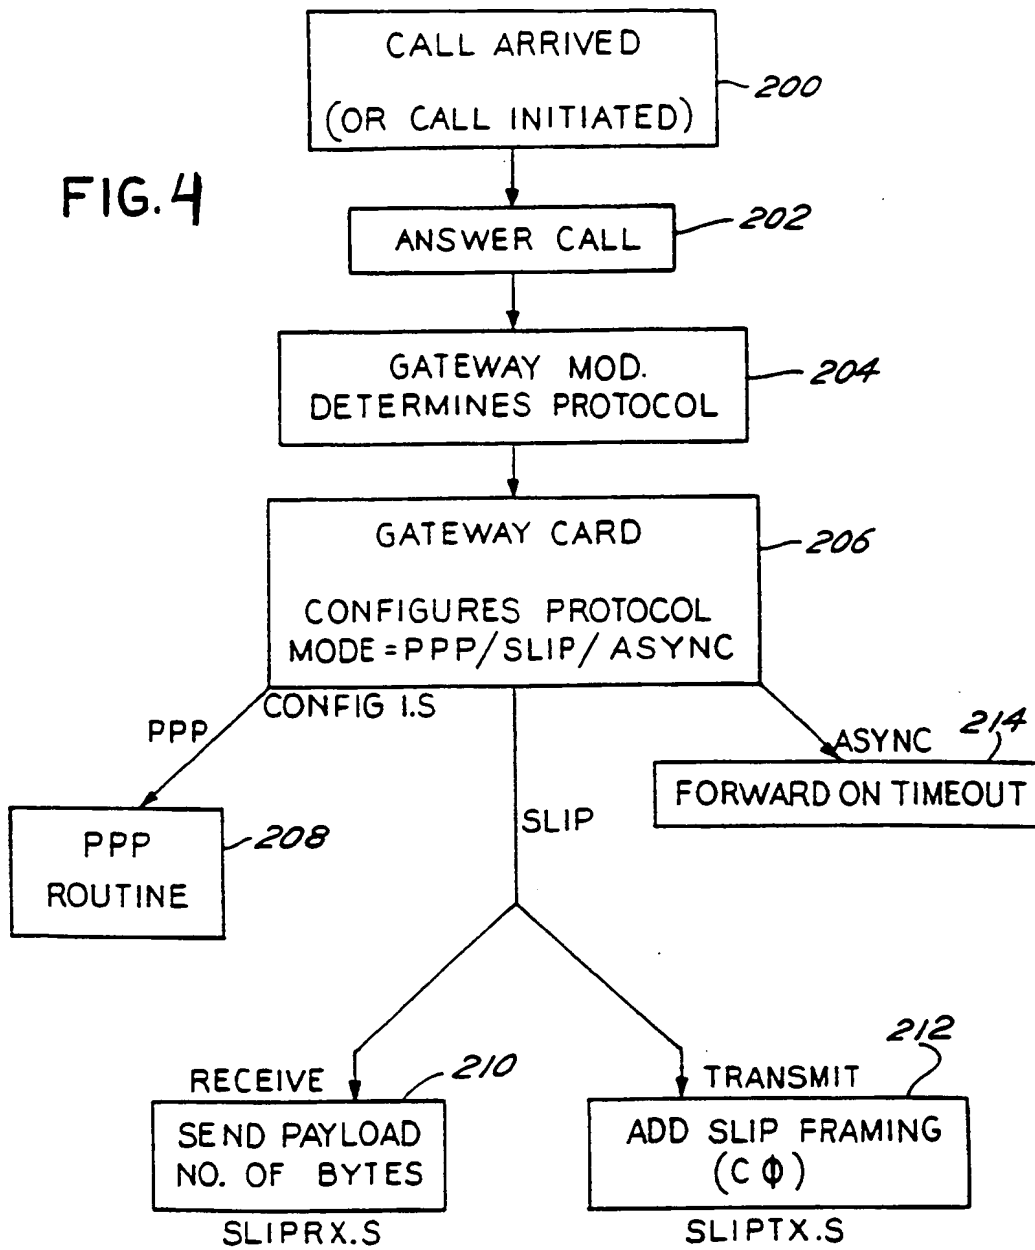 CALL ARRIVED
(OR CALL INITIATED)
200
FIG.4
ANSWER CALL
202
GATEWAY MOD.
DETERMINES PROTOCOL
204
GATEWAY CARD
CONFIGURES PROTOCOL
MODE=PPP/SLIP/ASYNC
206
CONFIG I.S
PPP
ASYNC
214
FORWARD ON TIMEOUT
SLIP
PPP
ROUTINE
208
RECEIVE
210
SEND PAYLOAD
NO. OF BYTES
SLIPRX.S
TRANSMIT
212
ADD SLIP FRAMING
(CΦ)
SLIPTX.S